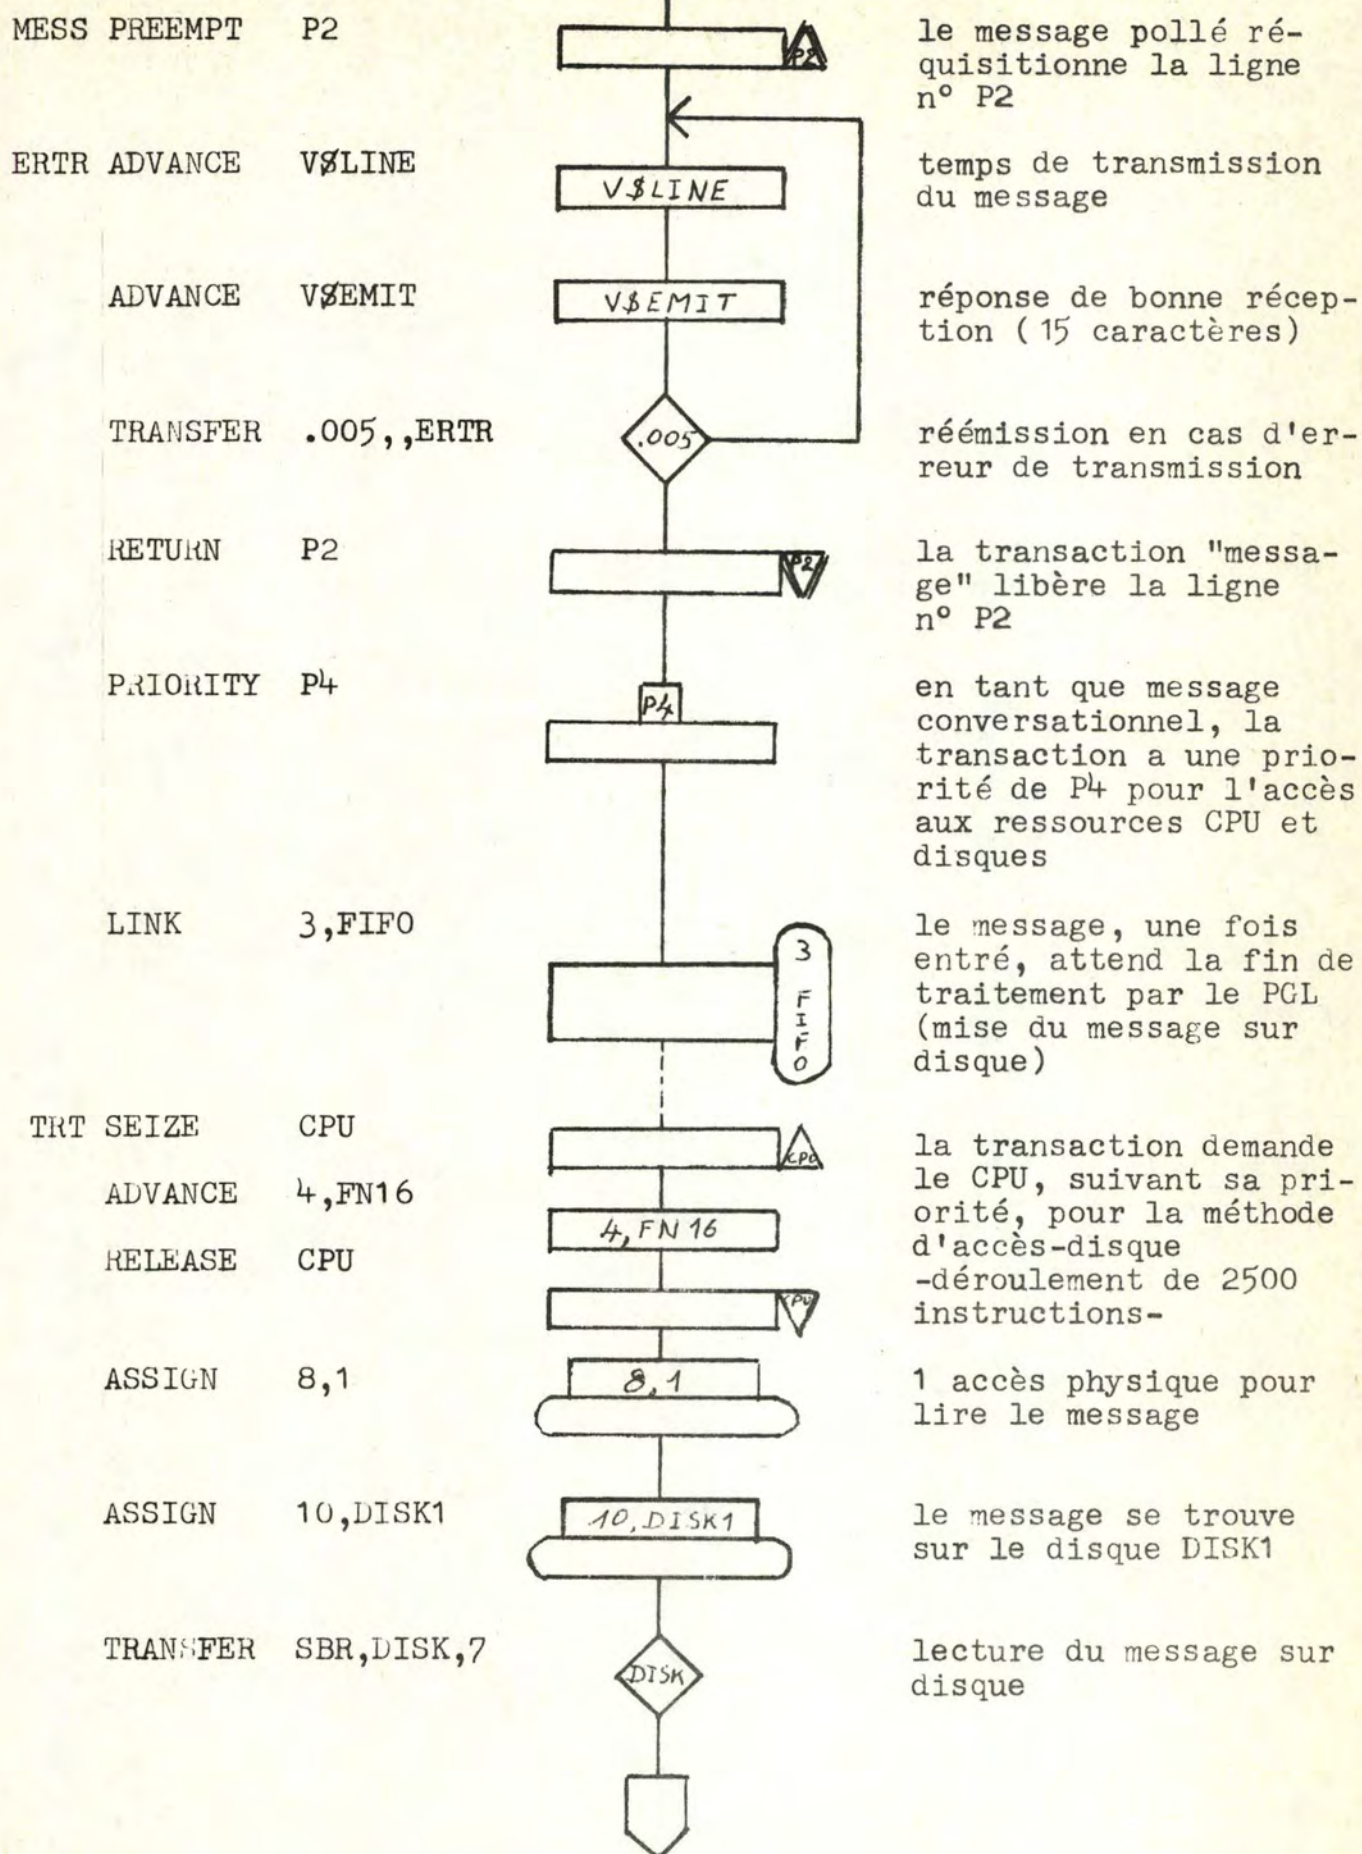 MESS PREEMPT P2
P2
le message pollé ré-
quisitionne la ligne
n° P2
ERTR ADVANCE V$LINE
V$LINE
temps de transmission
du message
ADVANCE V$EMIT
V$EMIT
réponse de bonne récep-
tion (15 caractères)
TRANSFER .005,,ERTR
.005
réémission en cas d'er-
reur de transmission
RETURN P2
P2
la transaction "messa-
ge" libère la ligne
n° P2
PRIORITY P4
P4
en tant que message
conversationnel, la
transaction a une prio-
rité de P4 pour l'accès
aux ressources CPU et
disques
LINK 3,FIFO
3 FIFO
le message, une fois
entré, attend la fin de
traitement par le PGL
(mise du message sur
disque)
TRT SEIZE CPU
CPU
ADVANCE 4,FN16
4,FN16
RELEASE CPU
CPU
la transaction demande
le CPU, suivant sa pri-
orité, pour la méthode
d'accès-disque
-déroulement de 2500
instructions-
ASSIGN 8,1
8,1
1 accès physique pour
lire le message
ASSIGN 10,DISK1
10,DISK1
le message se trouve
sur le disque DISK1
TRANSFER SBR,DISK,7
DISK
lecture du message sur
disque